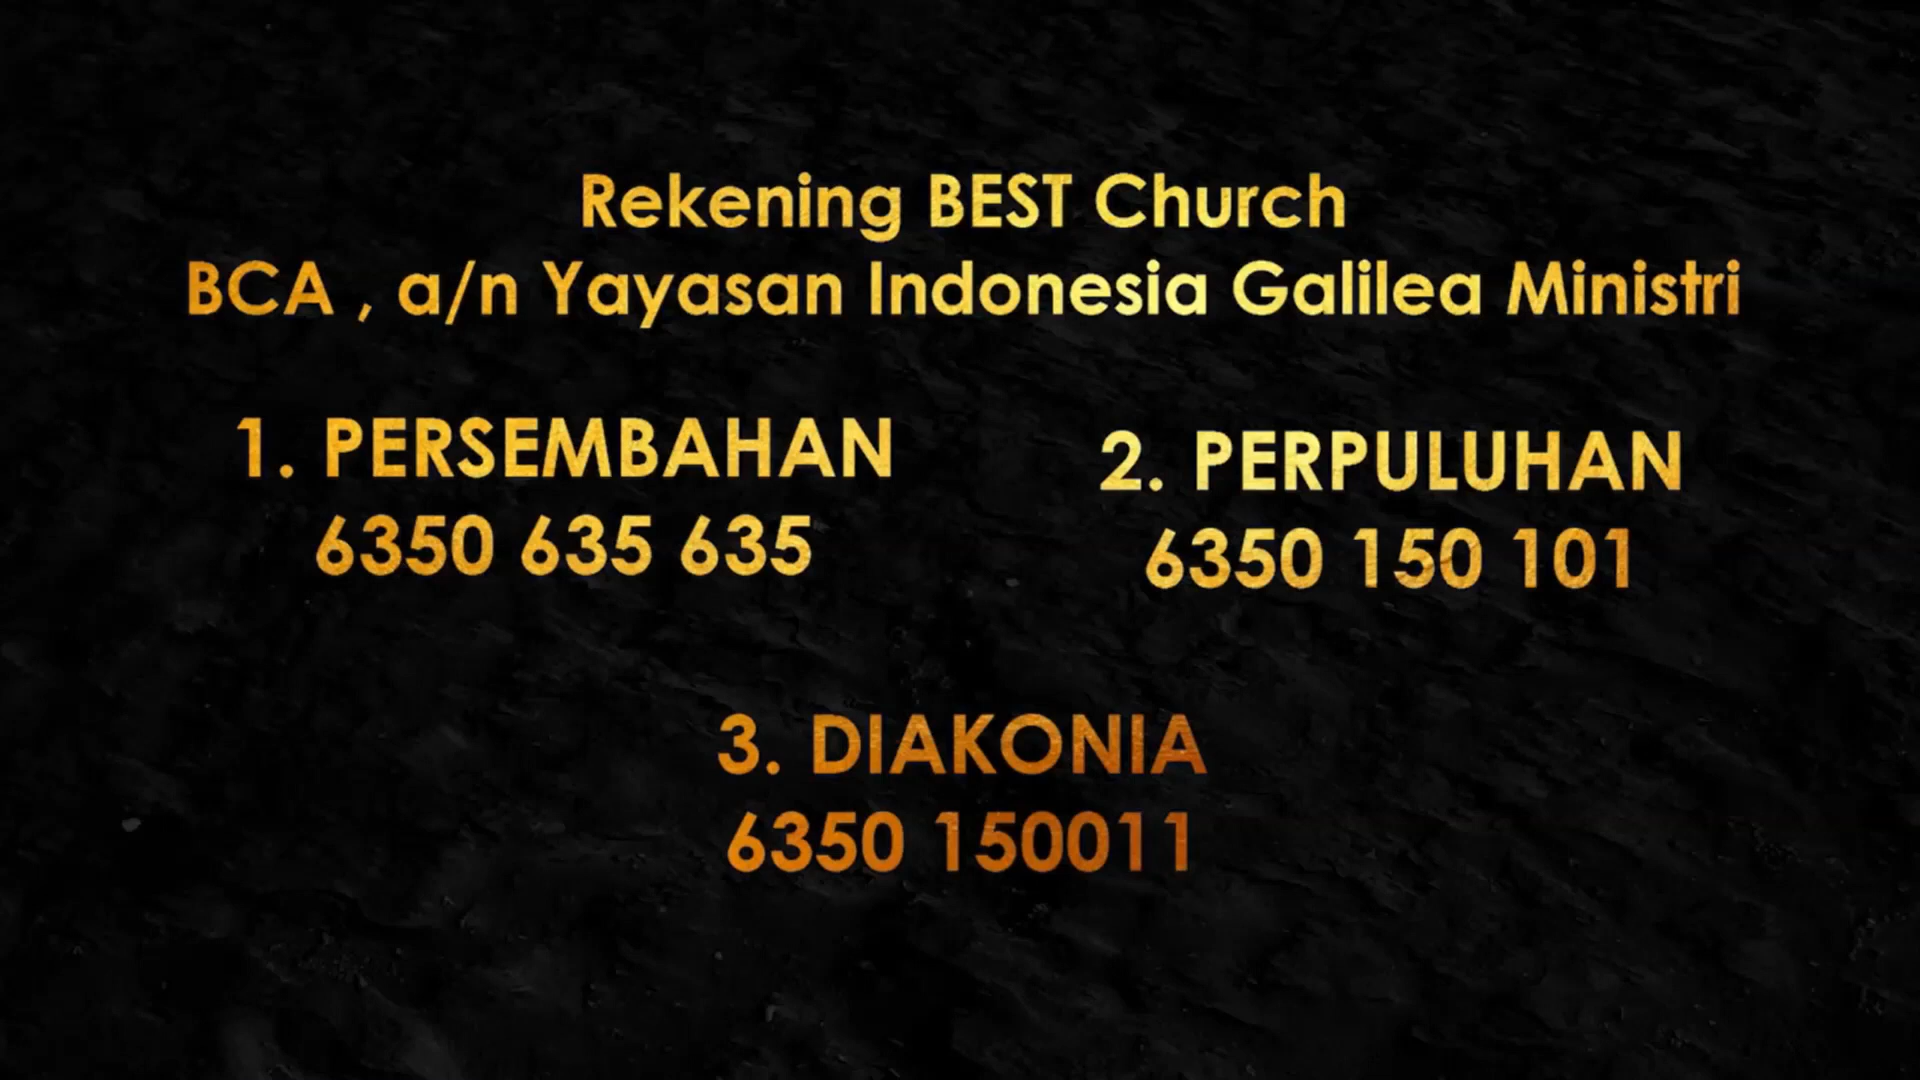 Rekening BEST Church
BCA , a/n Yayasan Indonesia Galilea Ministri
1. PERSEMBAHAN
6350 635 635
2. PERPULUHAN
6350 150 101
3. DIAKONIA
6350 150011